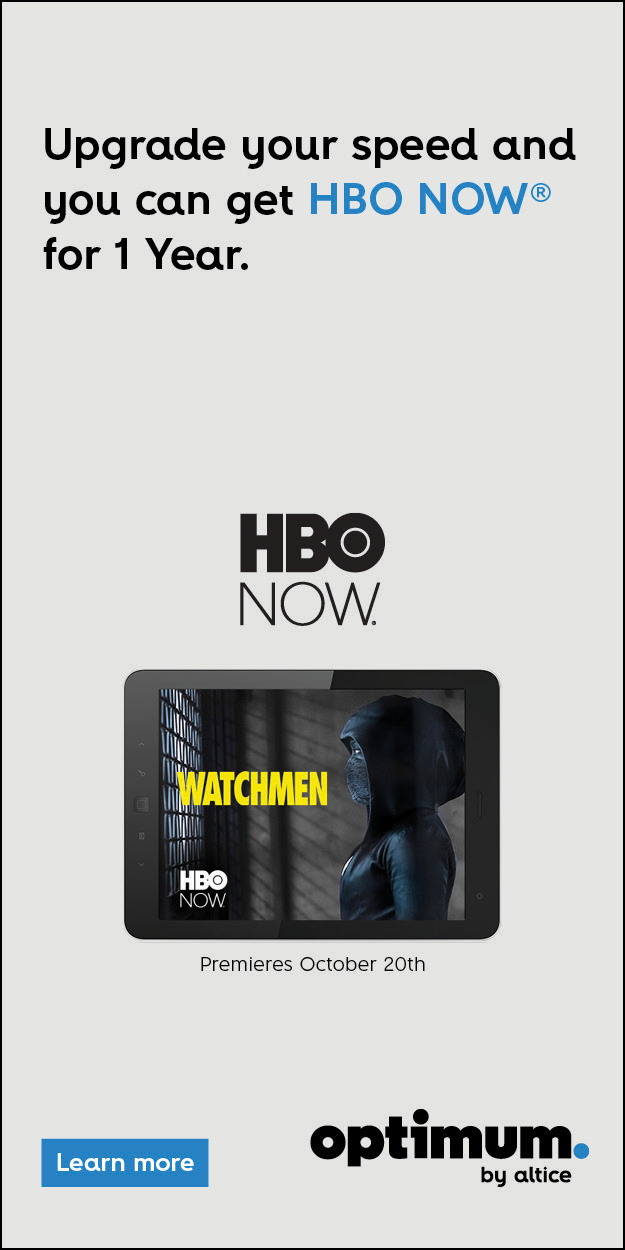 Upgrade your speed and
you can get HBO NOW®
for 1 Year.
HBO
NOW.
WATCHMEN
HBO
NOW
Premieres October 20th
Learn more
optimum.
by altice